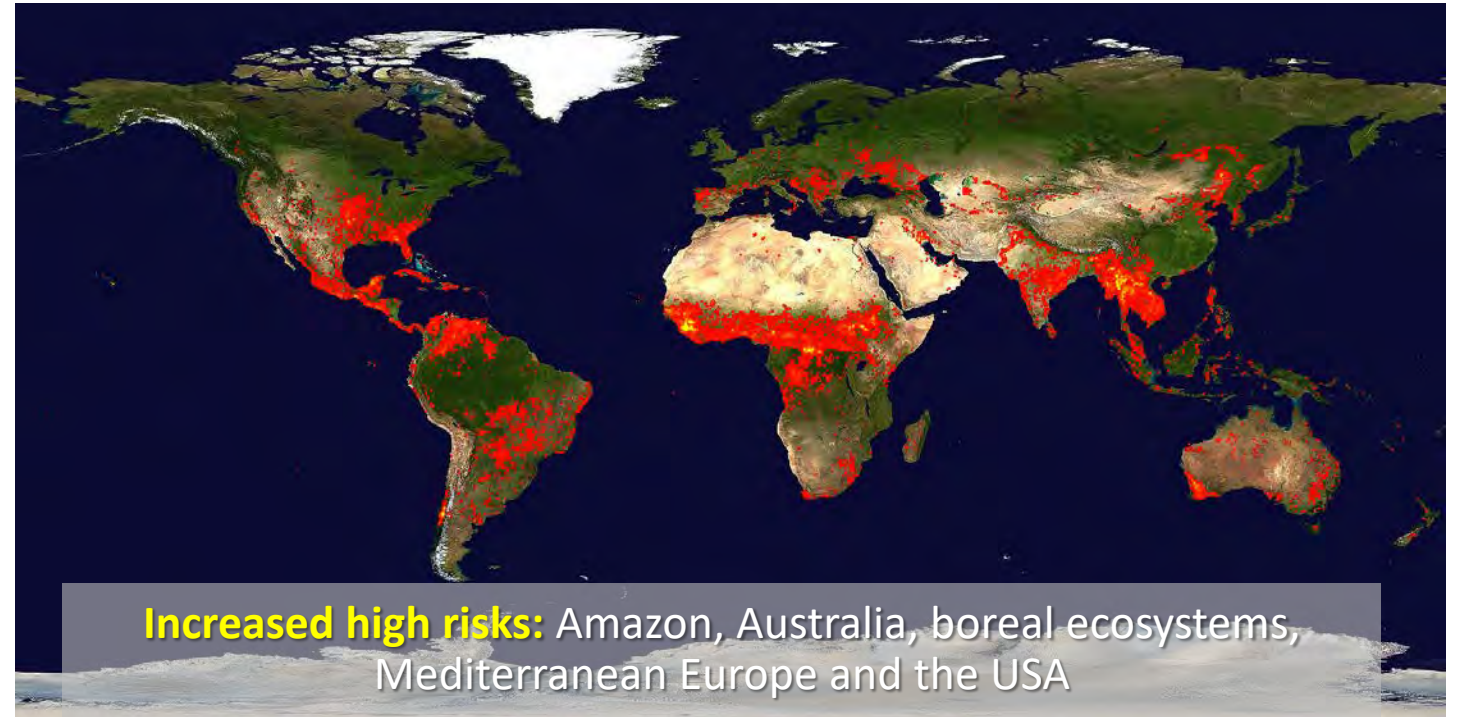 Increased high risks: Amazon, Australia, boreal ecosystems,
Mediterranean Europe and the USA